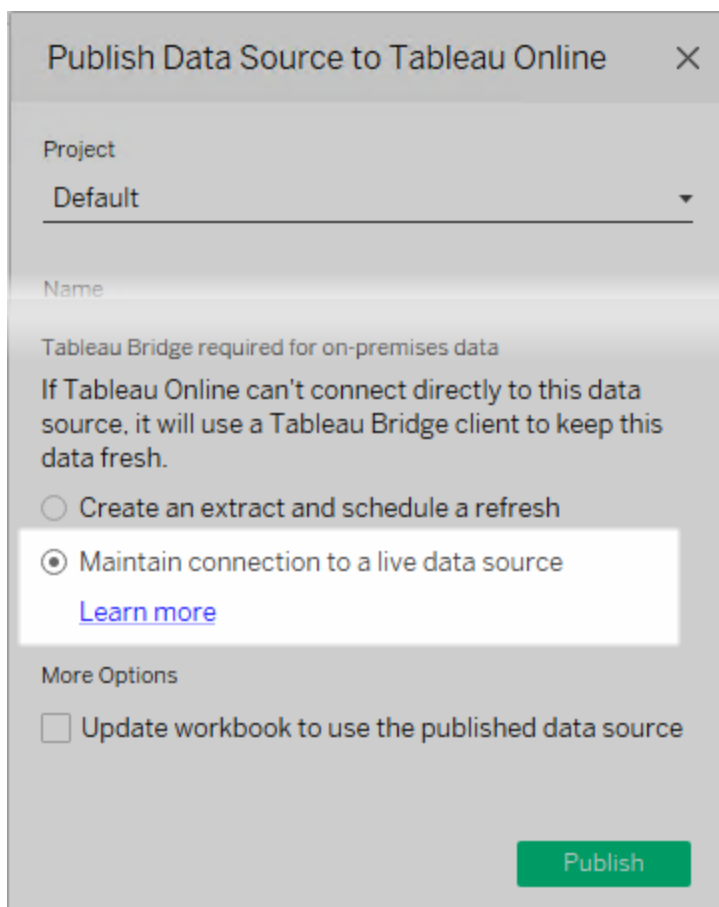 Publish Data Source to Tableau Online
Project
Default
Name
Tableau Bridge required for on-premises data
If Tableau Online can't connect directly to this data
source, it will use a Tableau Bridge client to keep this
data fresh.
Create an extract and schedule a refresh
Maintain connection to a live data source
Learn more
More Options
Update workbook to use the published data source
Publish